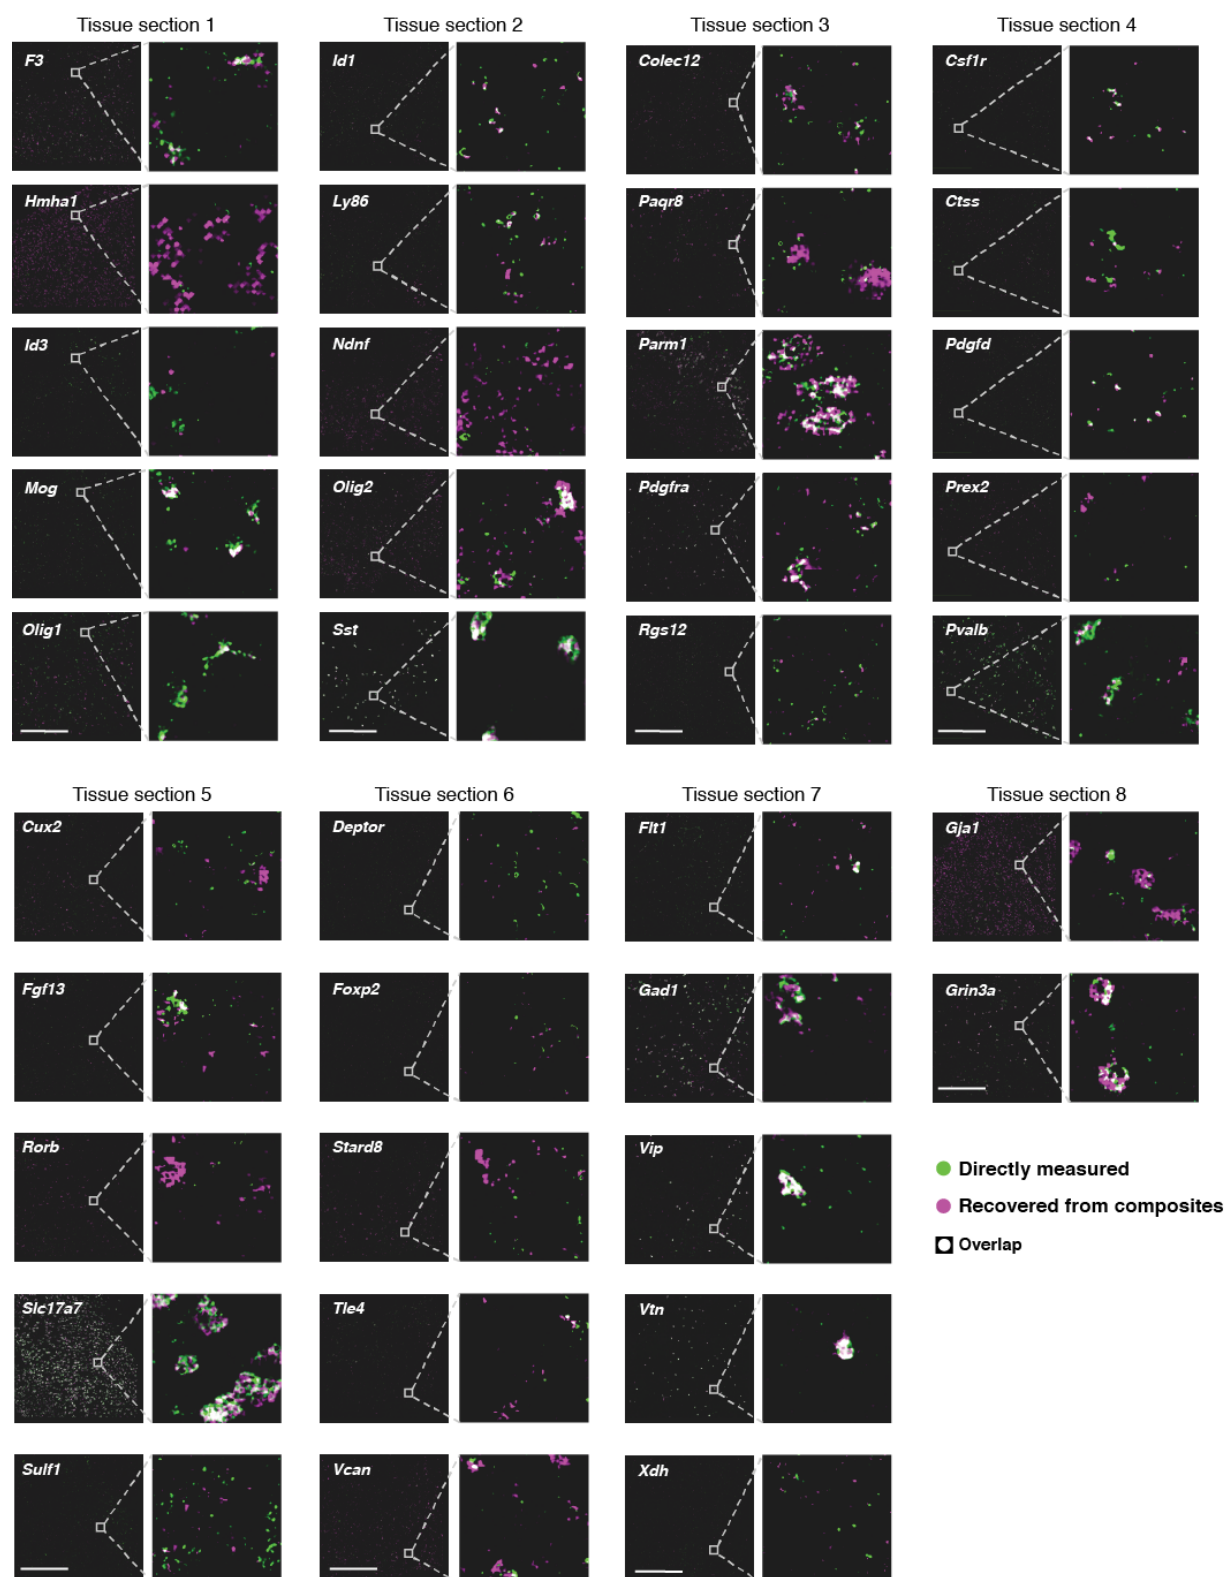 Tissue section 1
Tissue section 2
Tissue section 3
Tissue section 4
F3
Id1
Colec12
Csf1r
Hmha1
Ly86
Paqr8
Ctss
Id3
Ndnf
Parm1
Pdgfd
Mog
Olig2
Pdgfra
Prex2
Olig1
Sst
Rgs12
Pvalb
Tissue section 5
Tissue section 6
Tissue section 7
Tissue section 8
Cux2
Deptor
Flt1
Gja1
Fgf13
Foxp2
Gad1
Grin3a
Rorb
Stard8
Vip
Directly measured
Recovered from composites
Overlap
Slc17a7
Tle4
Vtn
Sulf1
Vcan
Xdh